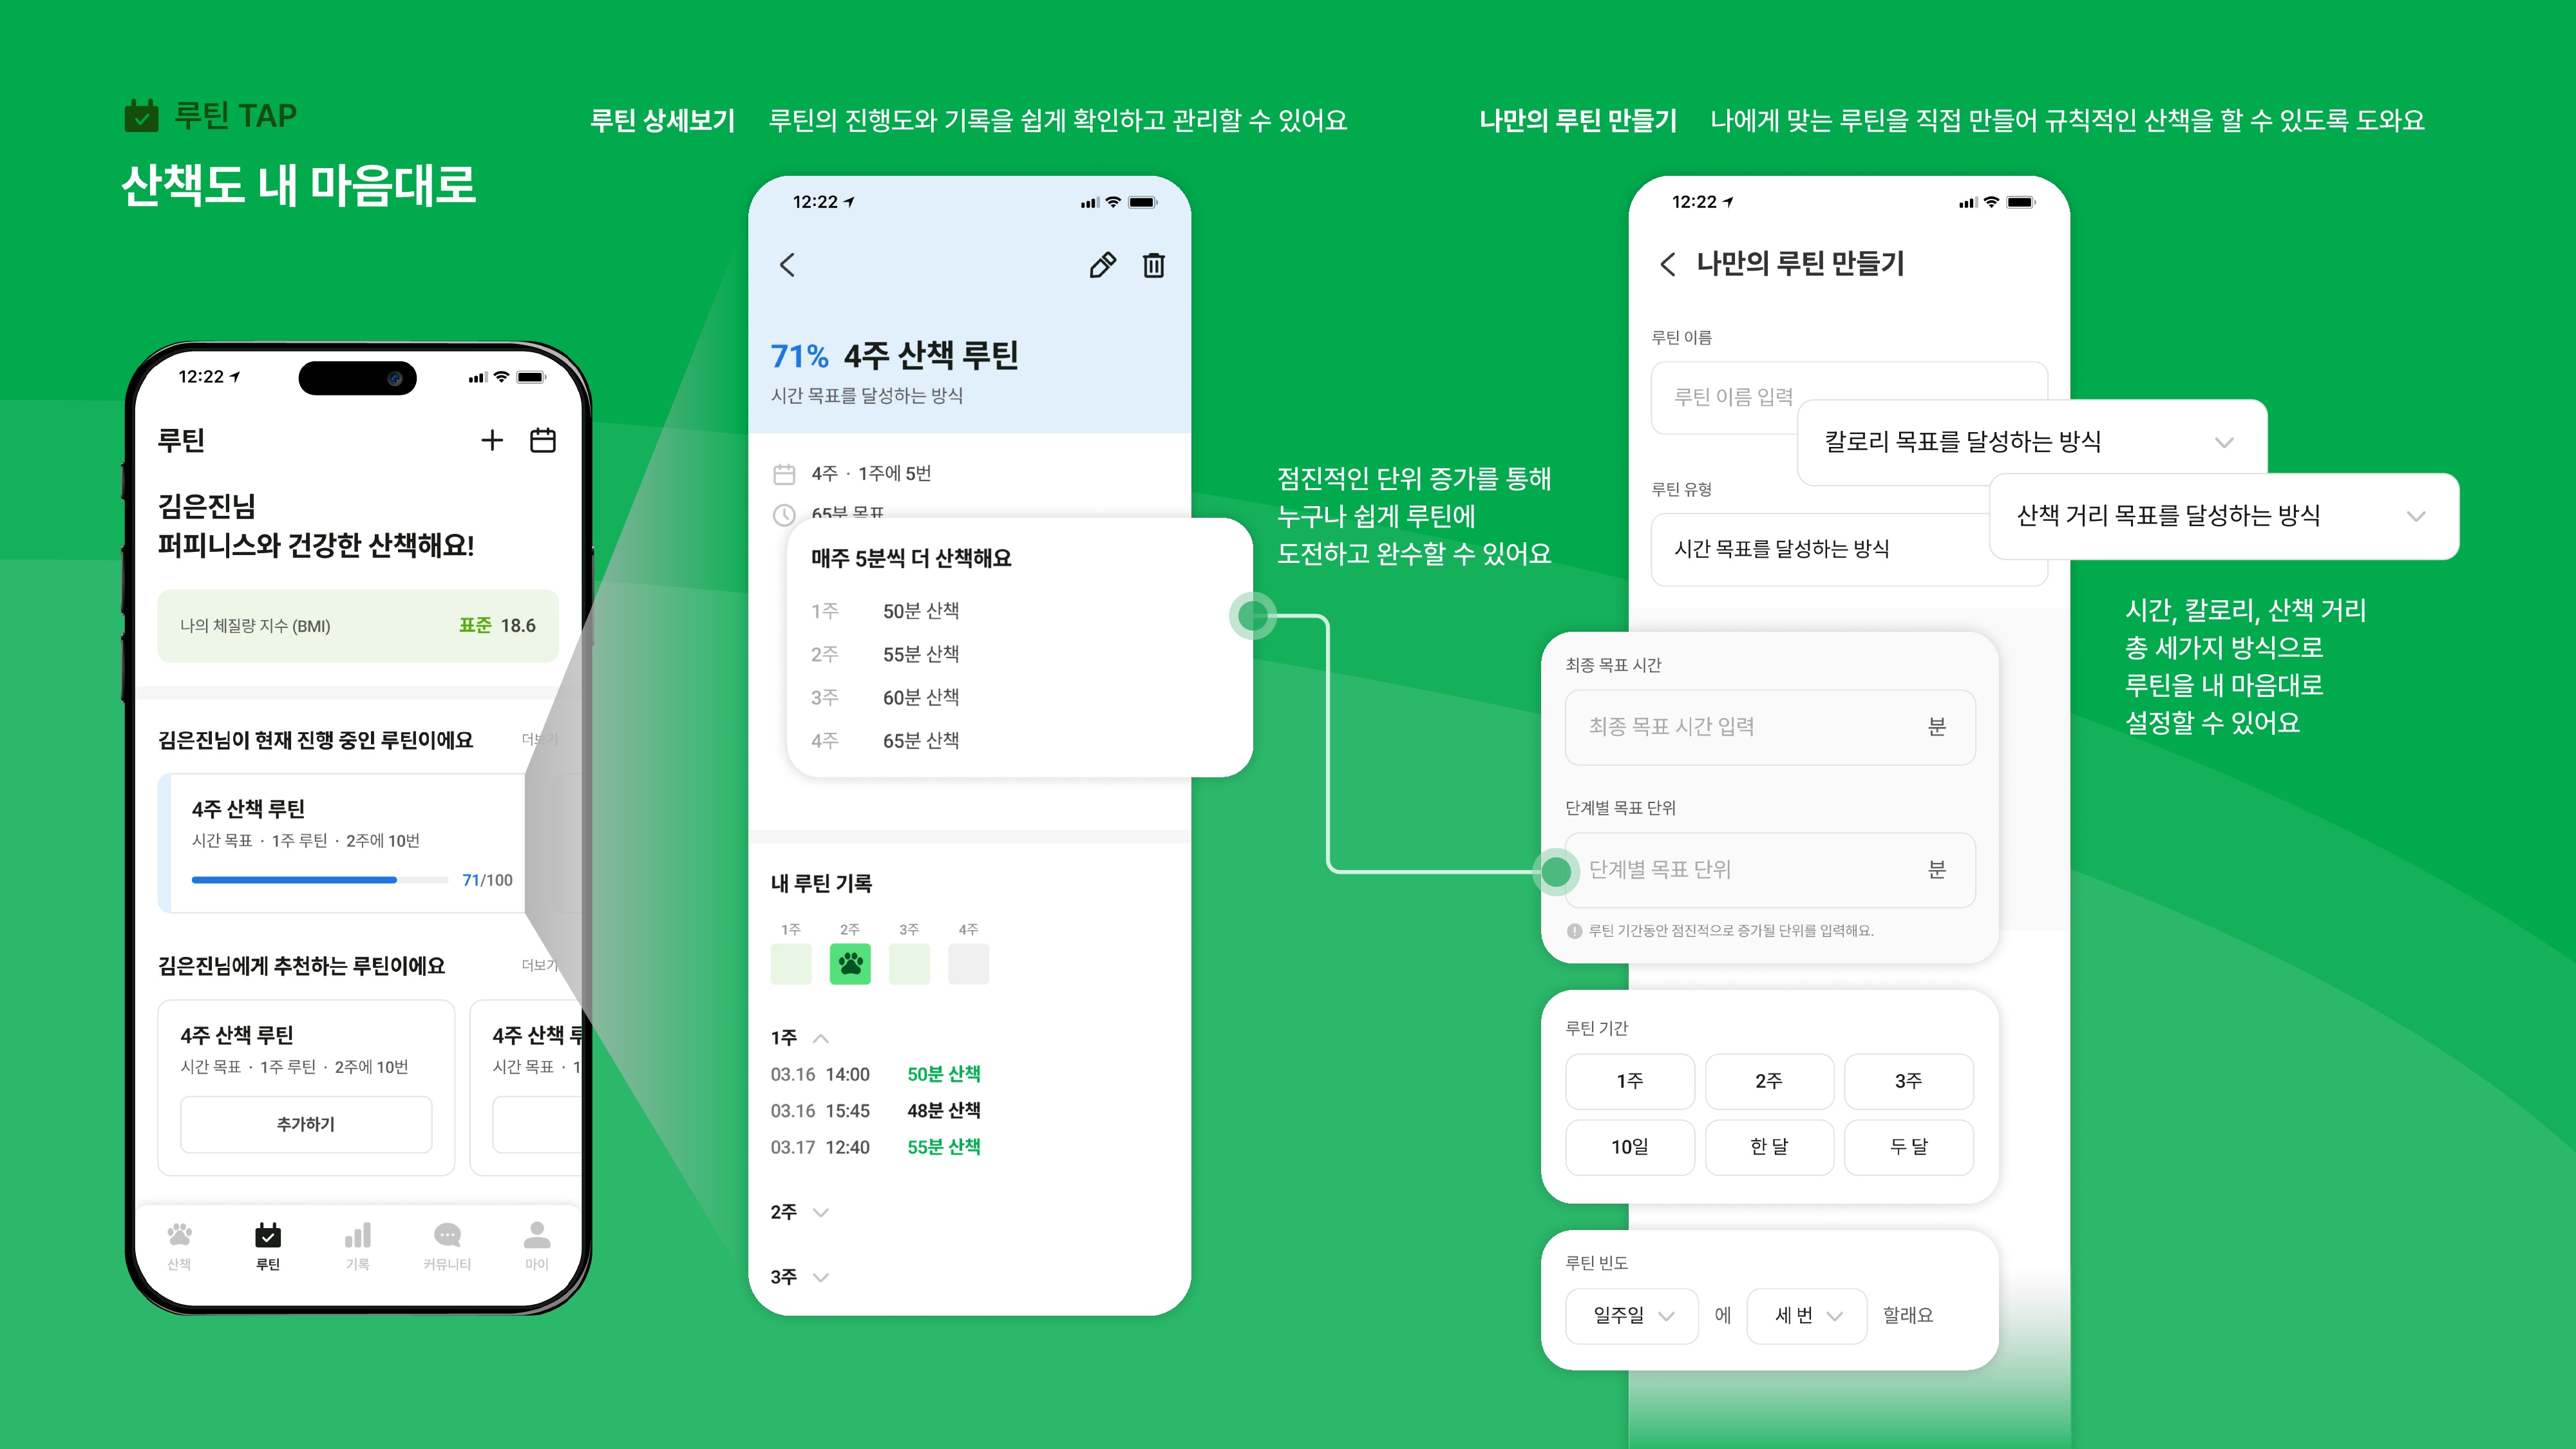 루틴 TAP
산책도 내 마음대로
루틴 상세보기 루틴의 진행도와 기록을 쉽게 확인하고 관리할 수 있어요
나만의 루틴 만들기 나에게 맞는 루틴을 직접 만들어 규칙적인 산책을 할 수 있도록 도와요
12:22
루틴
김은진님
퍼피니스와 건강한 산책해요!
나의 체질량 지수 (BMI) 표준 18.6
김은진님이 현재 진행 중인 루틴이에요 더보기
4주 산책 루틴
시간 목표 · 1주 루틴 · 2주에 10번
71/100
김은진님에게 추천하는 루틴이에요 더보기
4주 산책 루틴 4주 산책 루
시간 목표 · 1주 루틴 · 2주에 10번 시간 목표 · 1
추가하기
산책 루틴 기록 커뮤니티 마이
12:22
71% 4주 산책 루틴
시간 목표를 달성하는 방식
4주 · 1주에 5번
65분 목표
매주 5분씩 더 산책해요
1주 50분 산책
2주 55분 산책
3주 60분 산책
4주 65분 산책
내 루틴 기록
1주 2주 3주 4주
1주
03.16 14:00 50분 산책
03.16 15:45 48분 산책
03.17 12:40 55분 산책
2주
3주
점진적인 단위 증가를 통해
누구나 쉽게 루틴에
도전하고 완수할 수 있어요
12:22
나만의 루틴 만들기
루틴 이름
루틴 이름 입력
칼로리 목표를 달성하는 방식
루틴 유형
산책 거리 목표를 달성하는 방식
시간 목표를 달성하는 방식
시간, 칼로리, 산책 거리
총 세가지 방식으로
루틴을 내 마음대로
설정할 수 있어요
최종 목표 시간
최종 목표 시간 입력 분
단계별 목표 단위
단계별 목표 단위 분
루틴 기간동안 점진적으로 증가될 단위를 입력해요.
루틴 기간
1주 2주 3주
10일 한 달 두 달
루틴 빈도
일주일 에 세 번 할래요